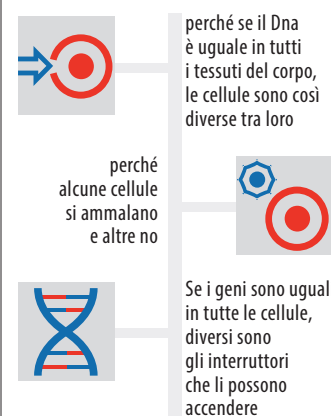 perché se il Dna
è uguale in tutti
i tessuti del corpo,
le cellule sono così
diverse tra loro
perché
alcune cellule
si ammalano
e altre no
Se i geni sono ugual
in tutte le cellule,
diversi sono
gli interruttori
che li possono
accendere